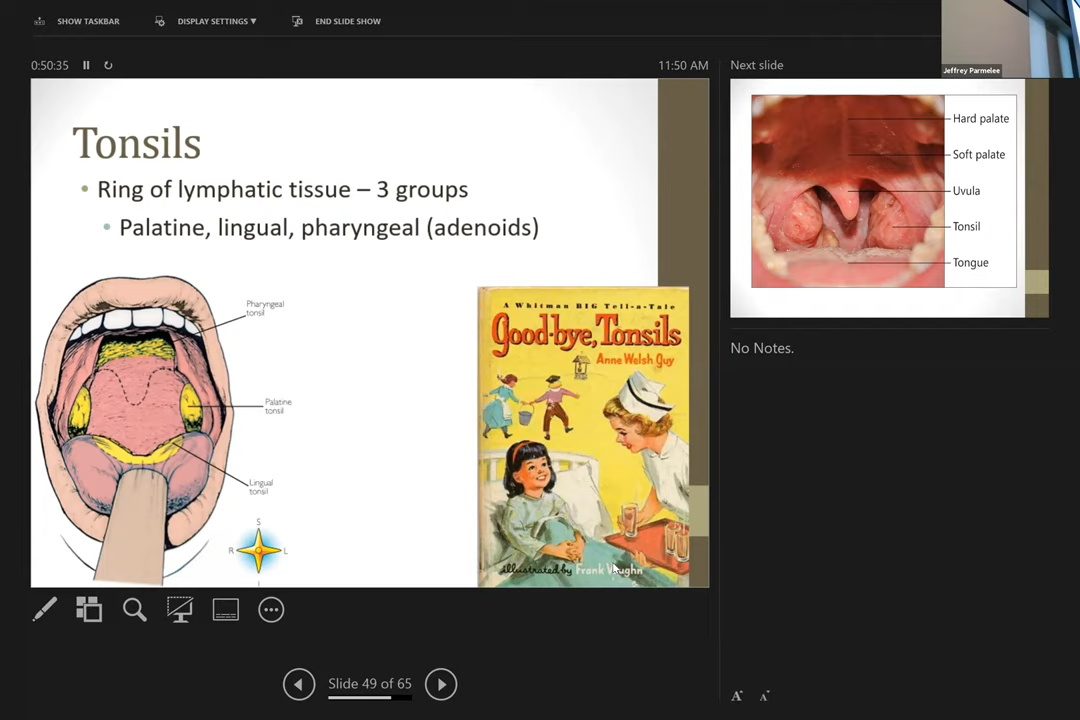 SHOW TASKBAR
DISPLAY SETTINGS ▼
END SLIDE SHOW
Jeffrey Parmelee
0:50:35
11:50 AM
Next slide
Tonsils
• Ring of lymphatic tissue – 3 groups
• Palatine, lingual, pharyngeal (adenoids)
Pharyngeal
tonsil
Palatine
tonsil
Lingual
tonsil
S
R
L
I
A Whitman BIG Tell-a-Tale
Good-bye, Tonsils
Anne Welsh Guy
illustrated by Frank Vaughn
Hard palate
Soft palate
Uvula
Tonsil
Tongue
No Notes.
Slide 49 of 65
A
A